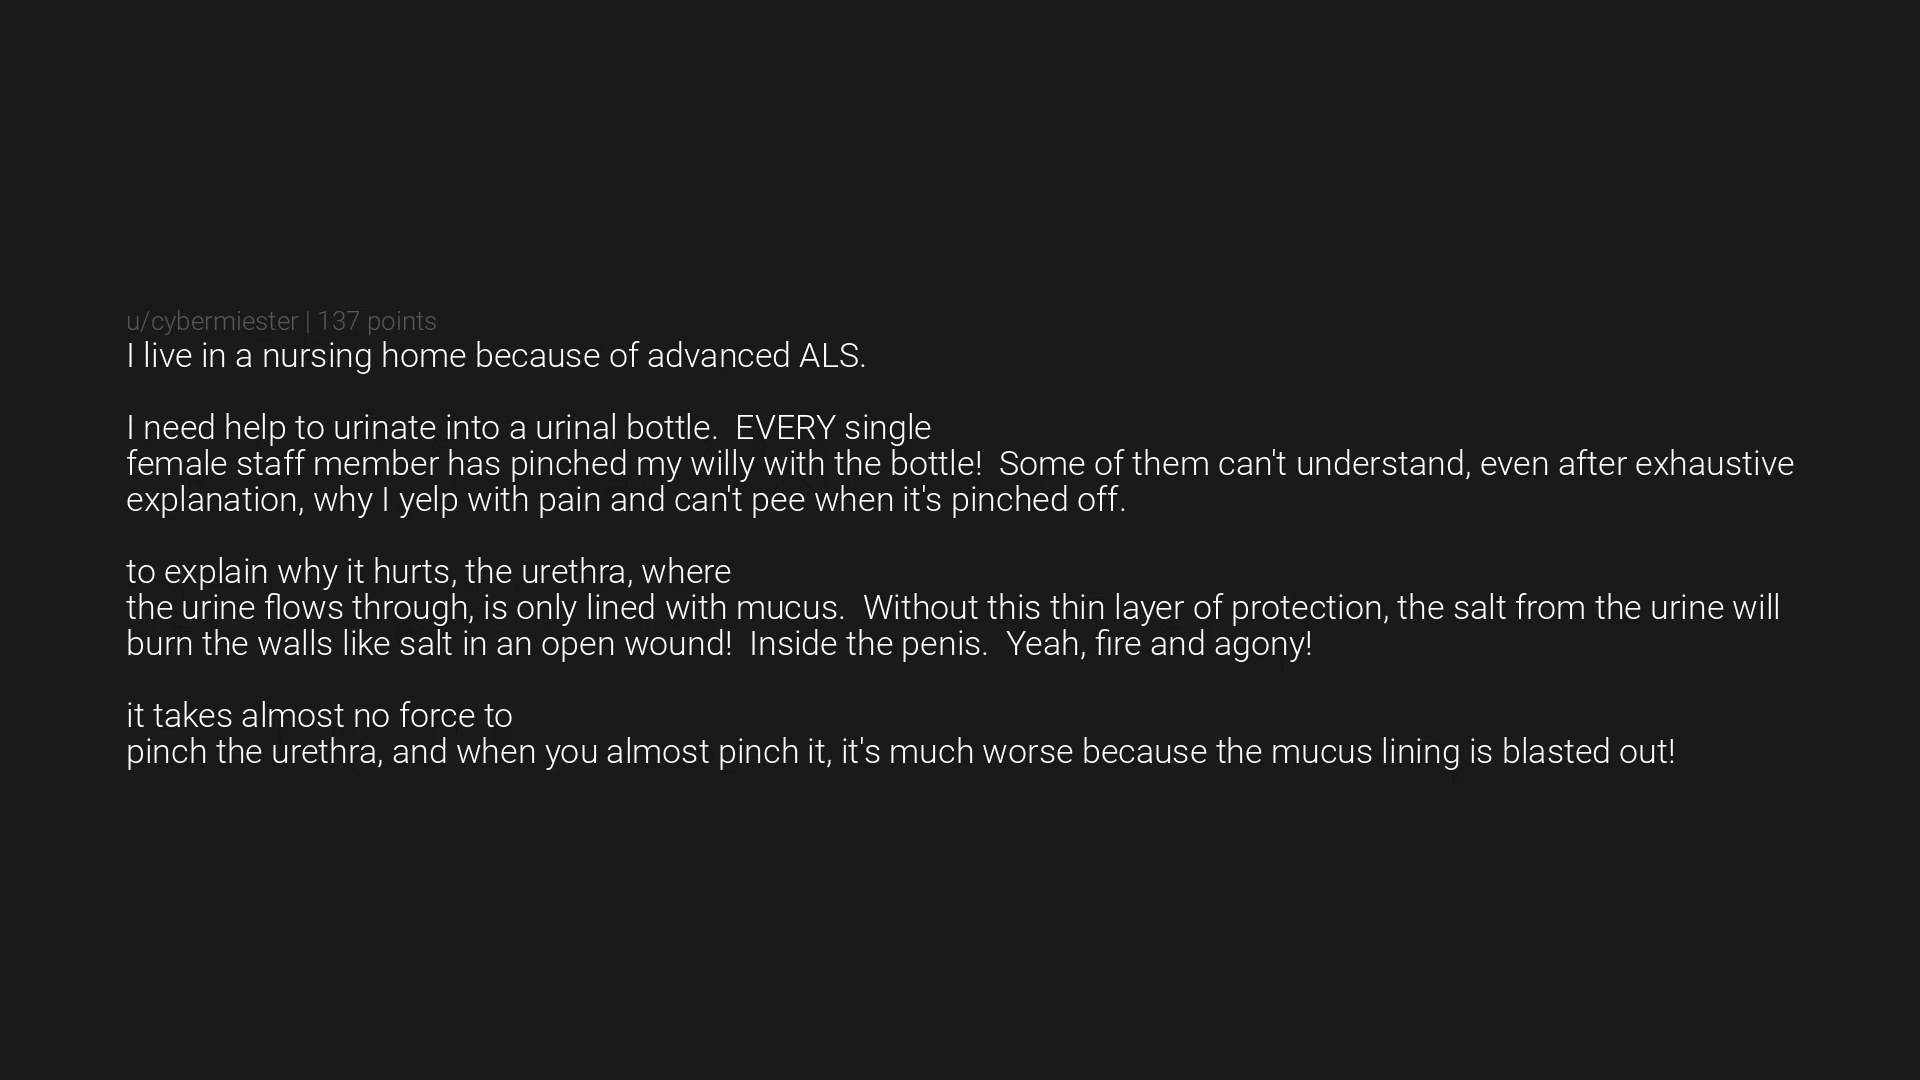 u/cybermiester | 137 points
I live in a nursing home because of advanced ALS.
I need help to urinate into a urinal bottle.  EVERY single
female staff member has pinched my willy with the bottle!  Some of them can't understand, even after exhaustive
explanation, why I yelp with pain and can't pee when it's pinched off.
to explain why it hurts, the urethra, where
the urine flows through, is only lined with mucus.  Without this thin layer of protection, the salt from the urine will
burn the walls like salt in an open wound!  Inside the penis.  Yeah, fire and agony!
it takes almost no force to
pinch the urethra, and when you almost pinch it, it's much worse because the mucus lining is blasted out!